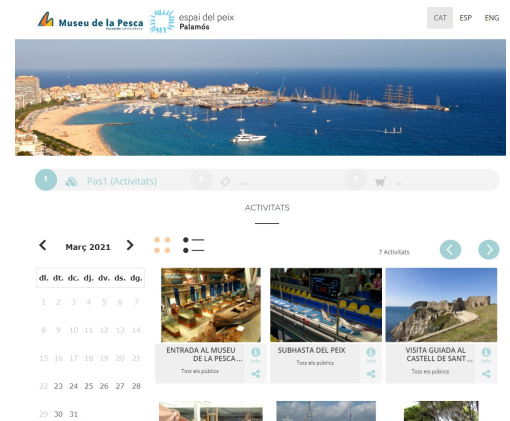 Museu de la Pesca
PALAMÓS COSTA BRAVA
espai del peix
Palamós
CAT ESP ENG
1 Pas1 (Activitats) 2 ... 3 ...
ACTIVITATS
Març 2021
7 Activitats
dl. dt. dc. dj. dv. ds. dg.
1 2 3 4 5 6 7
8 9 10 11 12 13 14
15 16 17 18 19 20 21
22 23 24 25 26 27 28
29 30 31
ENTRADA AL MUSEU
DE LA PESCA ...
Tots els públics
Info
SUBHASTA DEL PEIX
Tots els públics
Info
VISITA GUIADA AL
CASTELL DE SANT ...
Tots els públics
Info